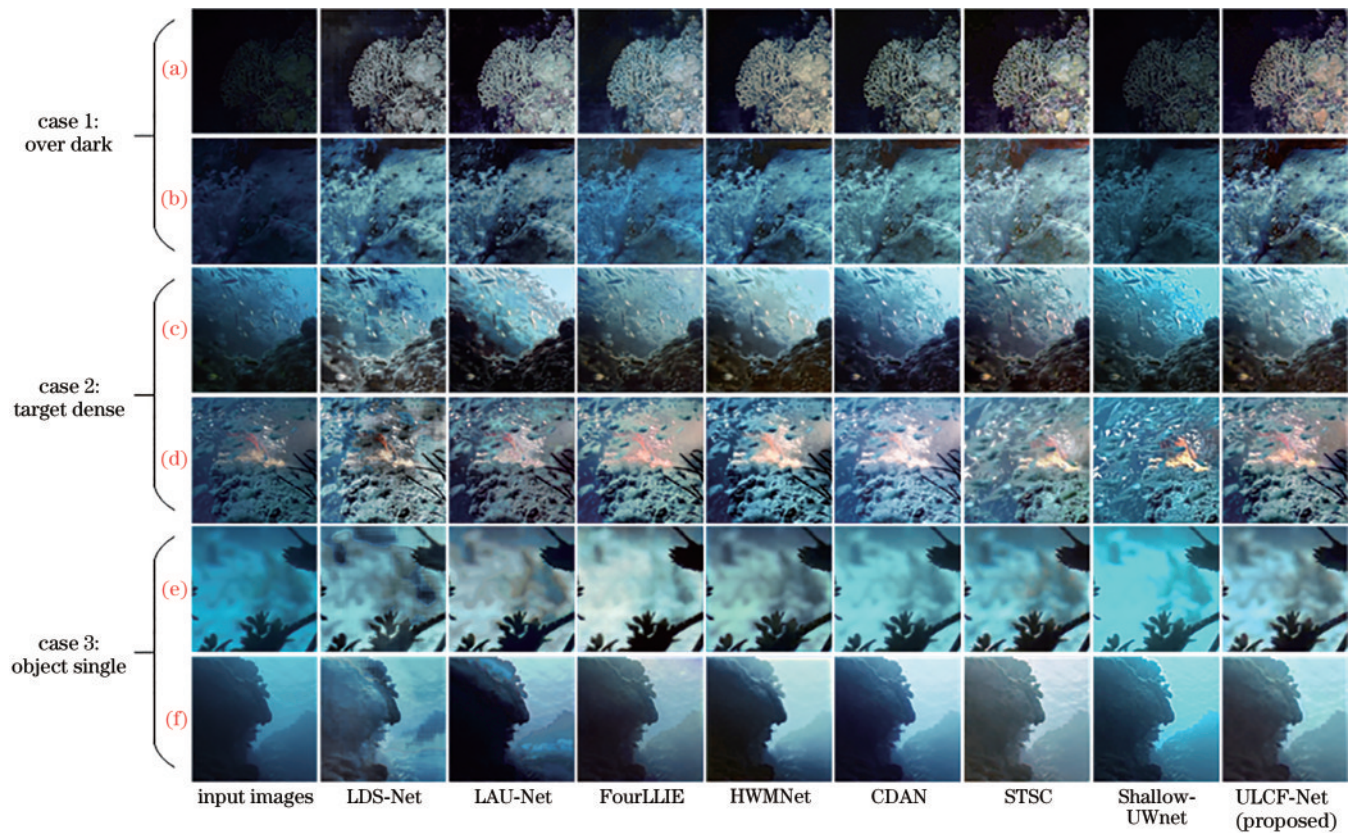 case 1:
over dark
(a)
(b)
case 2:
target dense
(c)
(d)
case 3:
object single
(e)
(f)
input images
LDS-Net
LAU-Net
FourLLIE
HWMNet
CDAN
STSC
Shallow-
UWnet
ULCF-Net
(proposed)